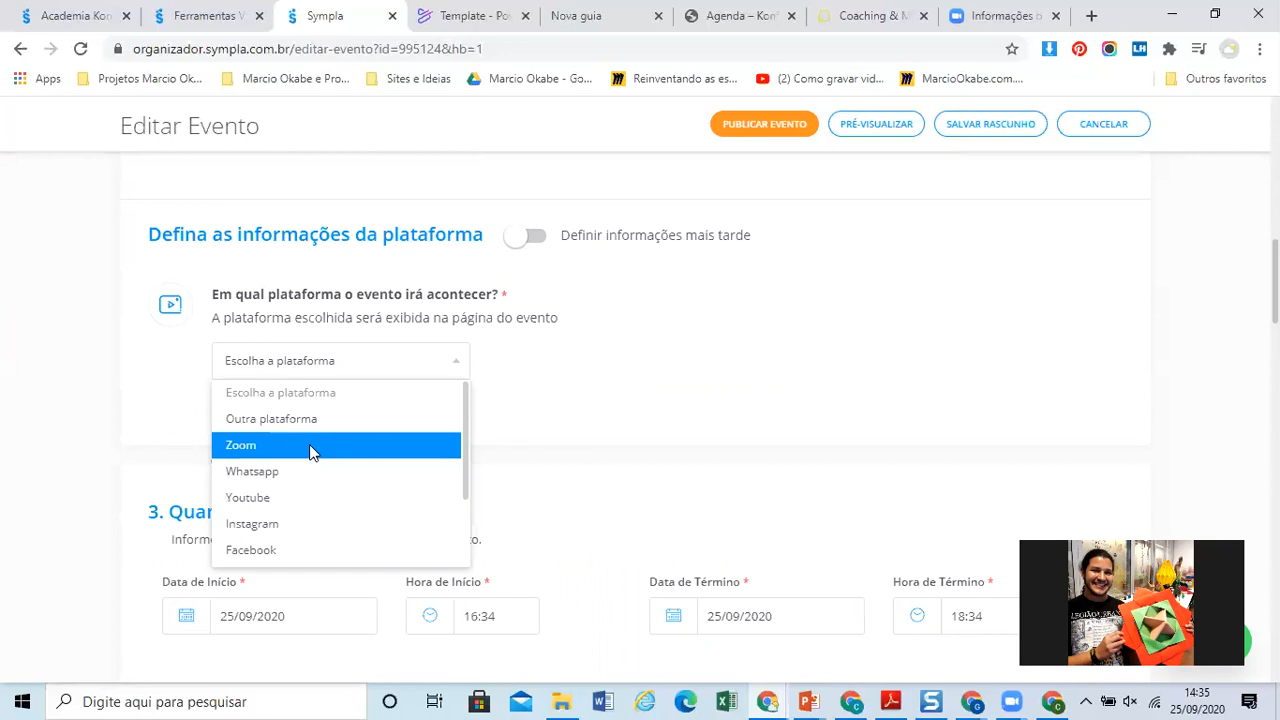 Academia Sy
Ferramentas V
Sympla
Template - Po
Nova guia
Agenda – Kon
Coaching & M
Informações b
organizador.sympla.com.br/editar-evento?id=995124&hb=1
Apps
Projetos Marcio Ok...
Marcio Okabe e Pro...
Sites e Ideias
Marcio Okabe - Go...
Reinventando as es...
(2) Como gravar vid...
MarcioOkabe.com....
Outros favoritos
Editar Evento
PUBLICAR EVENTO
PRÉ-VISUALIZAR
SALVAR RASCUNHO
CANCELAR
Defina as informações da plataforma
Definir informações mais tarde
Em qual plataforma o evento irá acontecer? *
A plataforma escolhida será exibida na página do evento
Escolha a plataforma
Escolha a plataforma
Outra plataforma
Zoom
Whatsapp
Youtube
Instagram
Facebook
3. Quan
Inform
o.
Data de Início *
Hora de Início *
Data de Término *
Hora de Término *
25/09/2020
16:34
25/09/2020
18:34
Digite aqui para pesquisar
14:35
25/09/2020